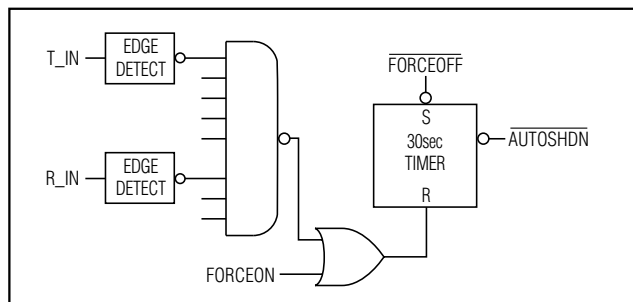 T_IN
EDGE
DETECT
R_IN
EDGE
DETECT
FORCEON
FORCEOFF
S
30sec
TIMER
R
AUTOSHDN